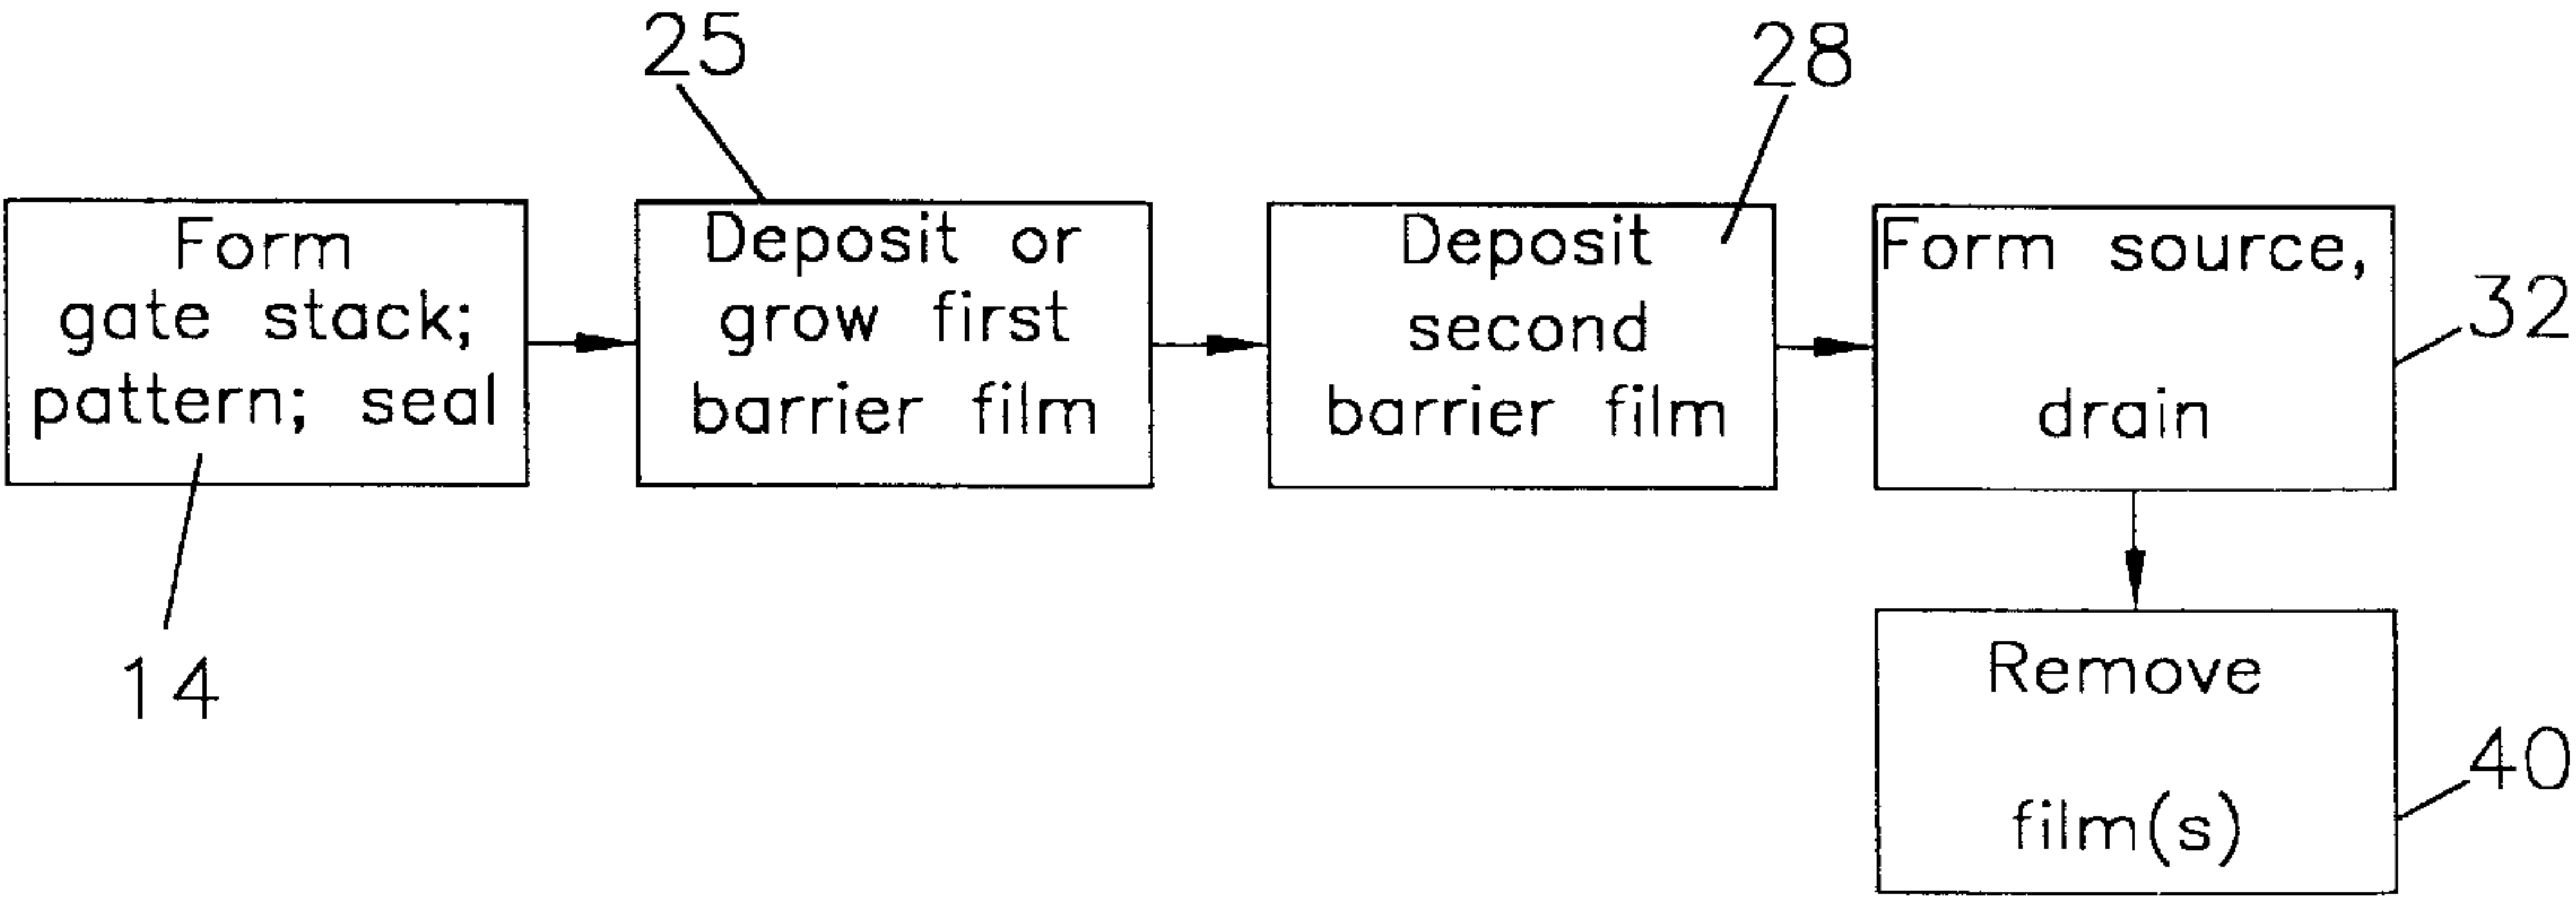 25
28
Form
gate stack;
pattern; seal
Deposit or
grow first
barrier film
Deposit
second
barrier film
Form source,
drain
32
14
Remove
film(s)
40